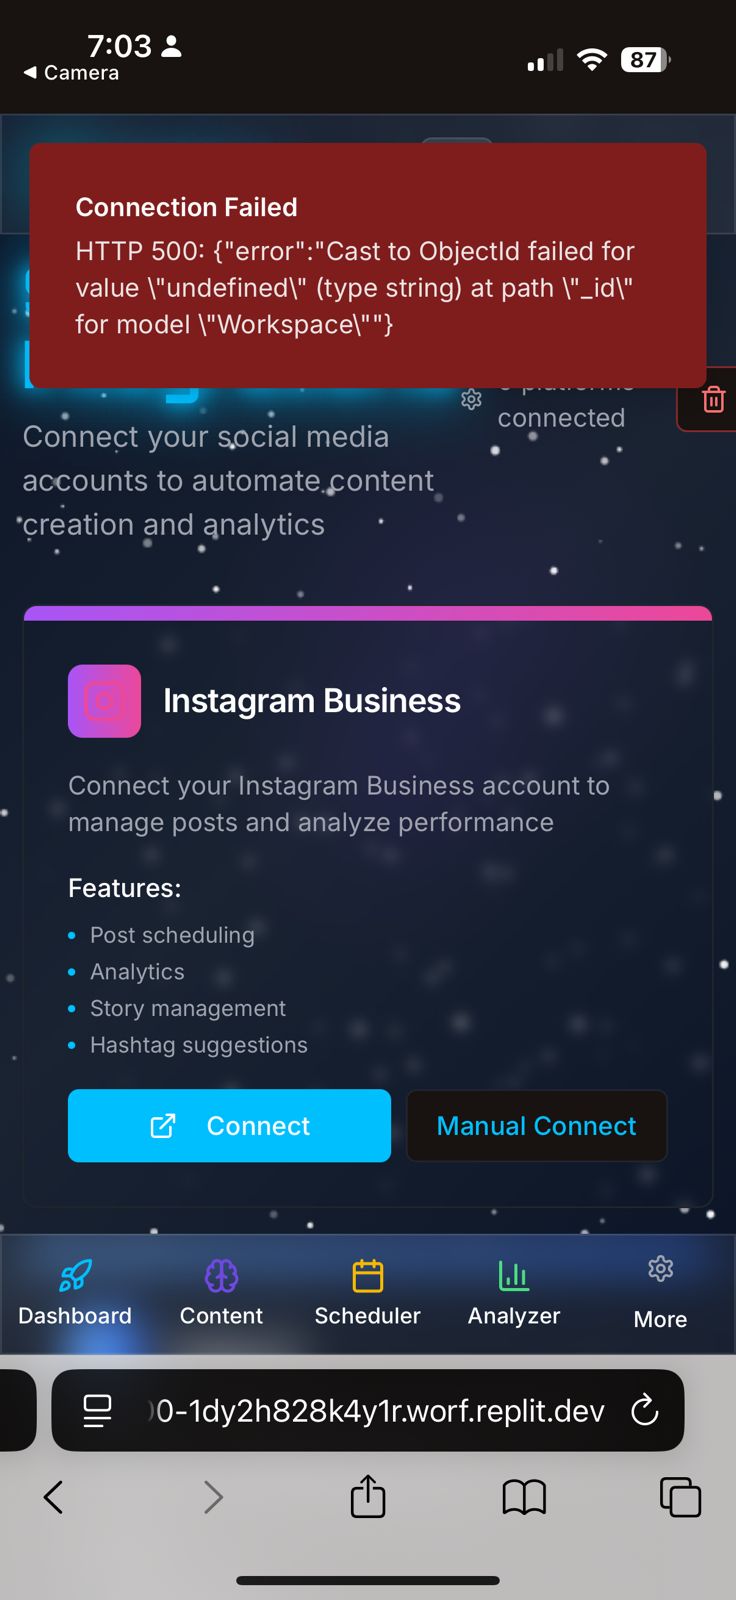 7:03
Camera
87
Connection Failed
HTTP 500: {"error":"Cast to ObjectId failed for
value \"undefined\" (type string) at path \"_id\"
for model \"Workspace\""}
connected
Connect your social media
accounts to automate content
creation and analytics
Instagram Business
Connect your Instagram Business account to
manage posts and analyze performance
Features:
Post scheduling
Analytics
Story management
Hashtag suggestions
Connect
Manual Connect
Dashboard
Content
Scheduler
Analyzer
More
0-1dy2h828k4y1r.worf.replit.dev